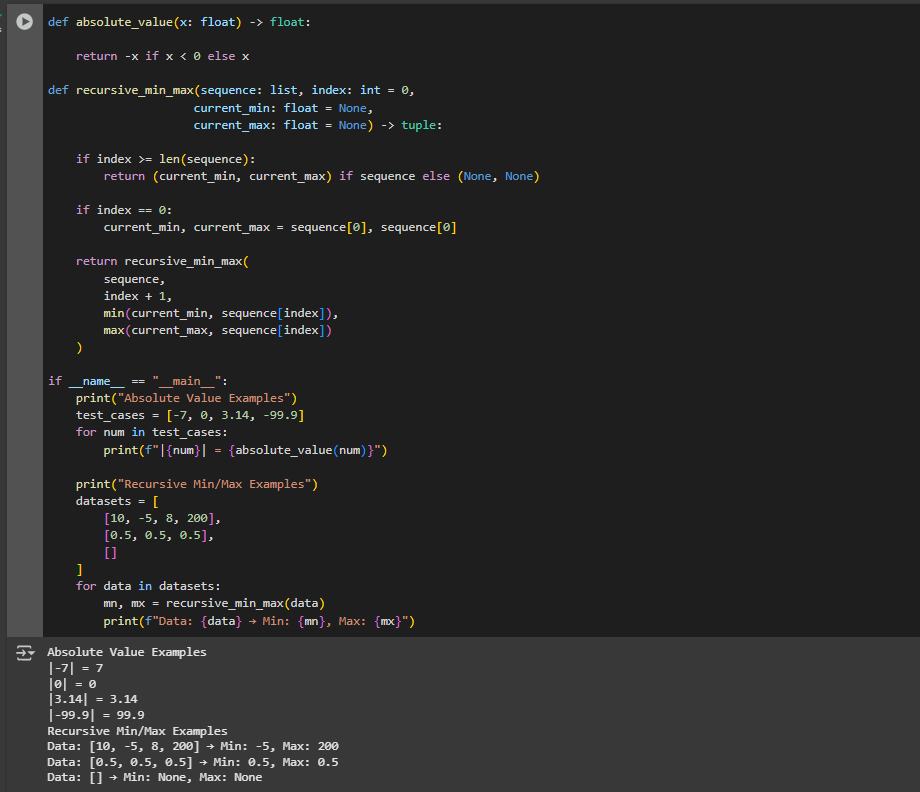 def absolute_value(x: float) -> float:
return -x if x < 0 else x
def recursive_min_max(sequence: list, index: int = 0,
current_min: float = None,
current_max: float = None) -> tuple:
if index >= len(sequence):
return (current_min, current_max) if sequence else (None, None)
if index == 0:
current_min, current_max = sequence[0], sequence[0]
return recursive_min_max(
sequence,
index + 1,
min(current_min, sequence[index]),
max(current_max, sequence[index])
)
if __name__ == "__main__":
print("Absolute Value Examples")
test_cases = [-7, 0, 3.14, -99.9]
for num in test_cases:
print(f"|{num}| = {absolute_value(num)}")
print("Recursive Min/Max Examples")
datasets = [
[10, -5, 8, 200],
[0.5, 0.5, 0.5],
[]
]
for data in datasets:
mn, mx = recursive_min_max(data)
print(f"Data: {data} → Min: {mn}, Max: {mx}")
Absolute Value Examples
|-7| = 7
|0| = 0
|3.14| = 3.14
|-99.9| = 99.9
Recursive Min/Max Examples
Data: [10, -5, 8, 200] → Min: -5, Max: 200
Data: [0.5, 0.5, 0.5] → Min: 0.5, Max: 0.5
Data: [] → Min: None, Max: None